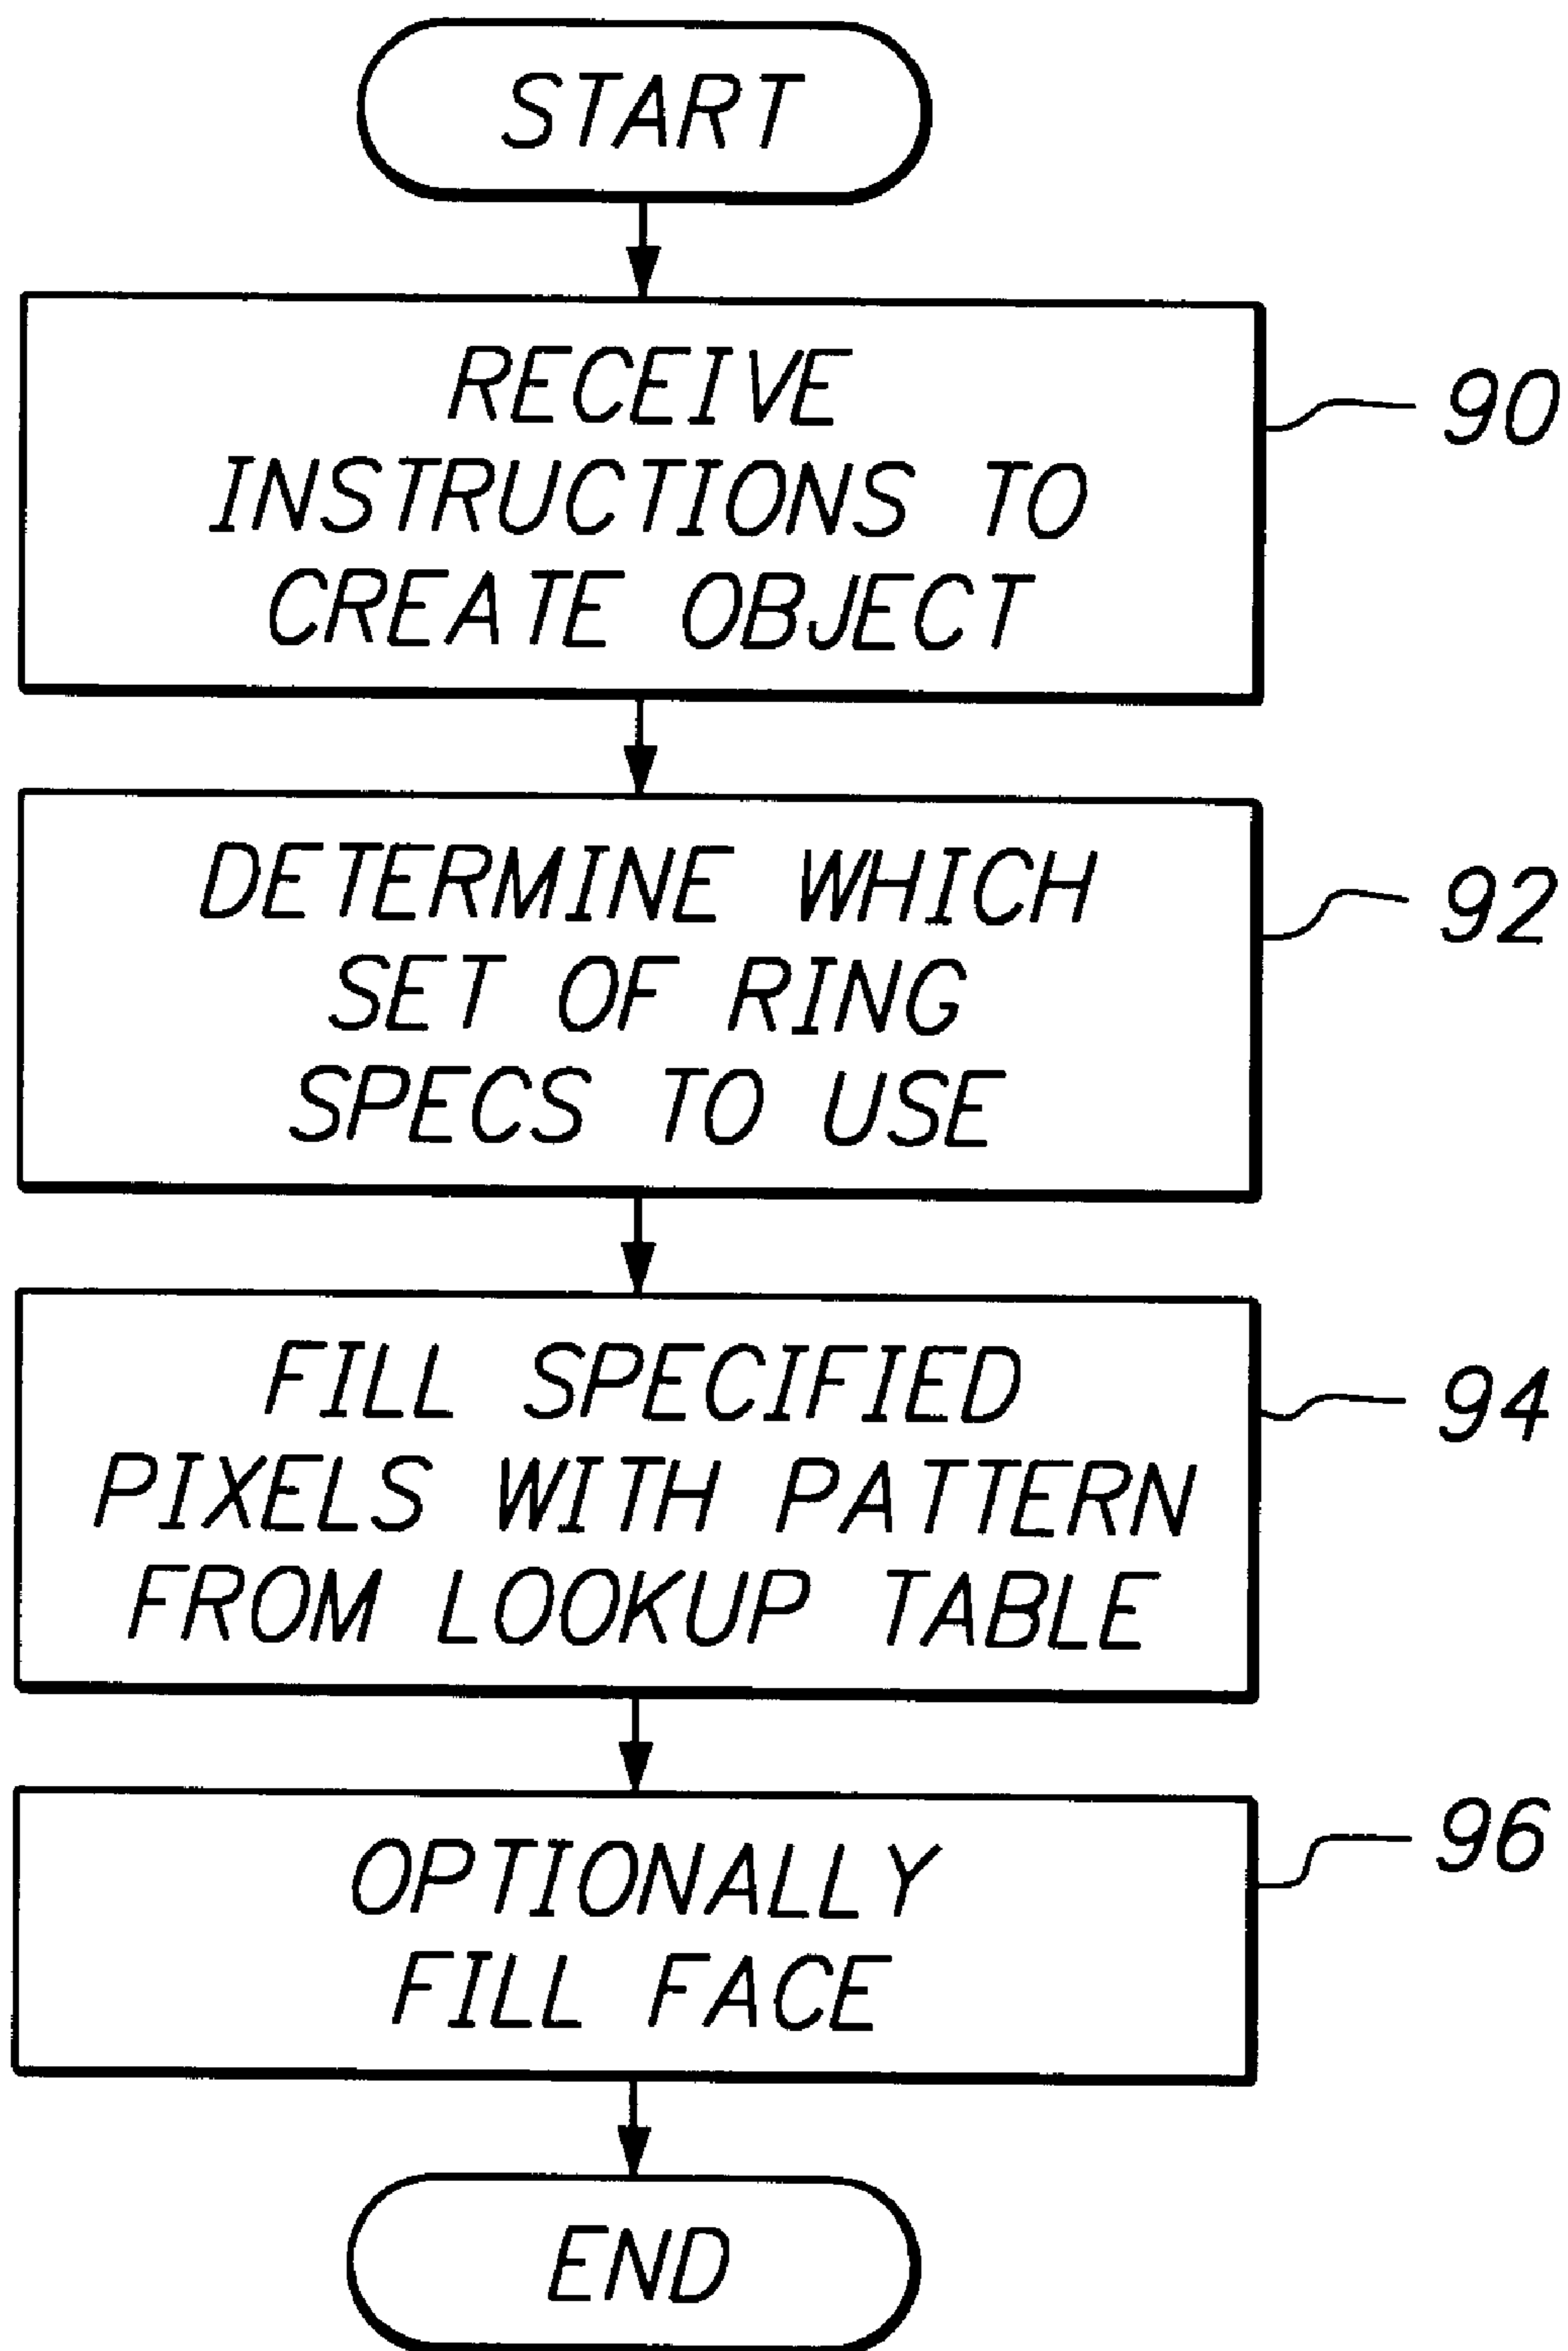 START
RECEIVE
INSTRUCTIONS TO
CREATE OBJECT
90
DETERMINE WHICH
SET OF RING
SPECS TO USE
92
FILL SPECIFIED
PIXELS WITH PATTERN
FROM LOOKUP TABLE
94
OPTIONALLY
FILL FACE
96
END